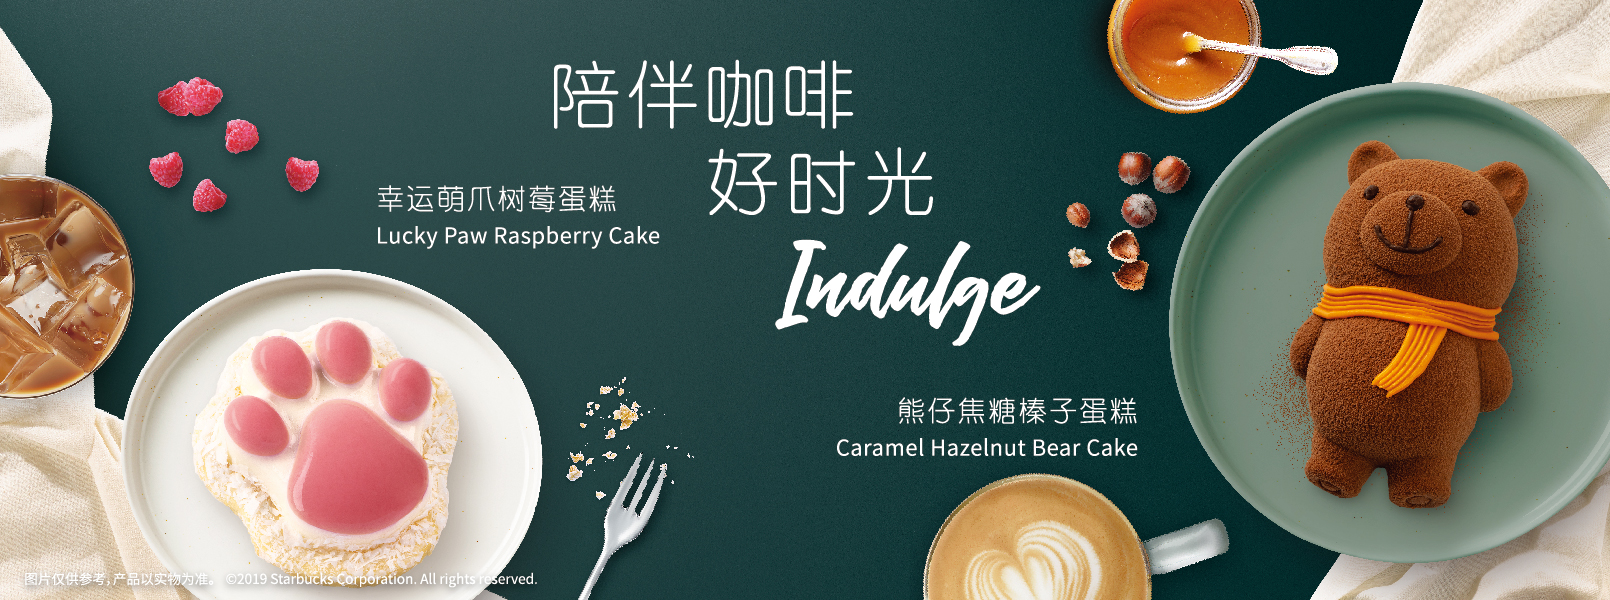 陪伴咖啡
好时光
Indulge
幸运萌爪树莓蛋糕
Lucky Paw Raspberry Cake
熊仔焦糖榛子蛋糕
Caramel Hazelnut Bear Cake
图片仅供参考,产品以实物为准。 ©2019 Starbucks Corporation. All rights reserved.